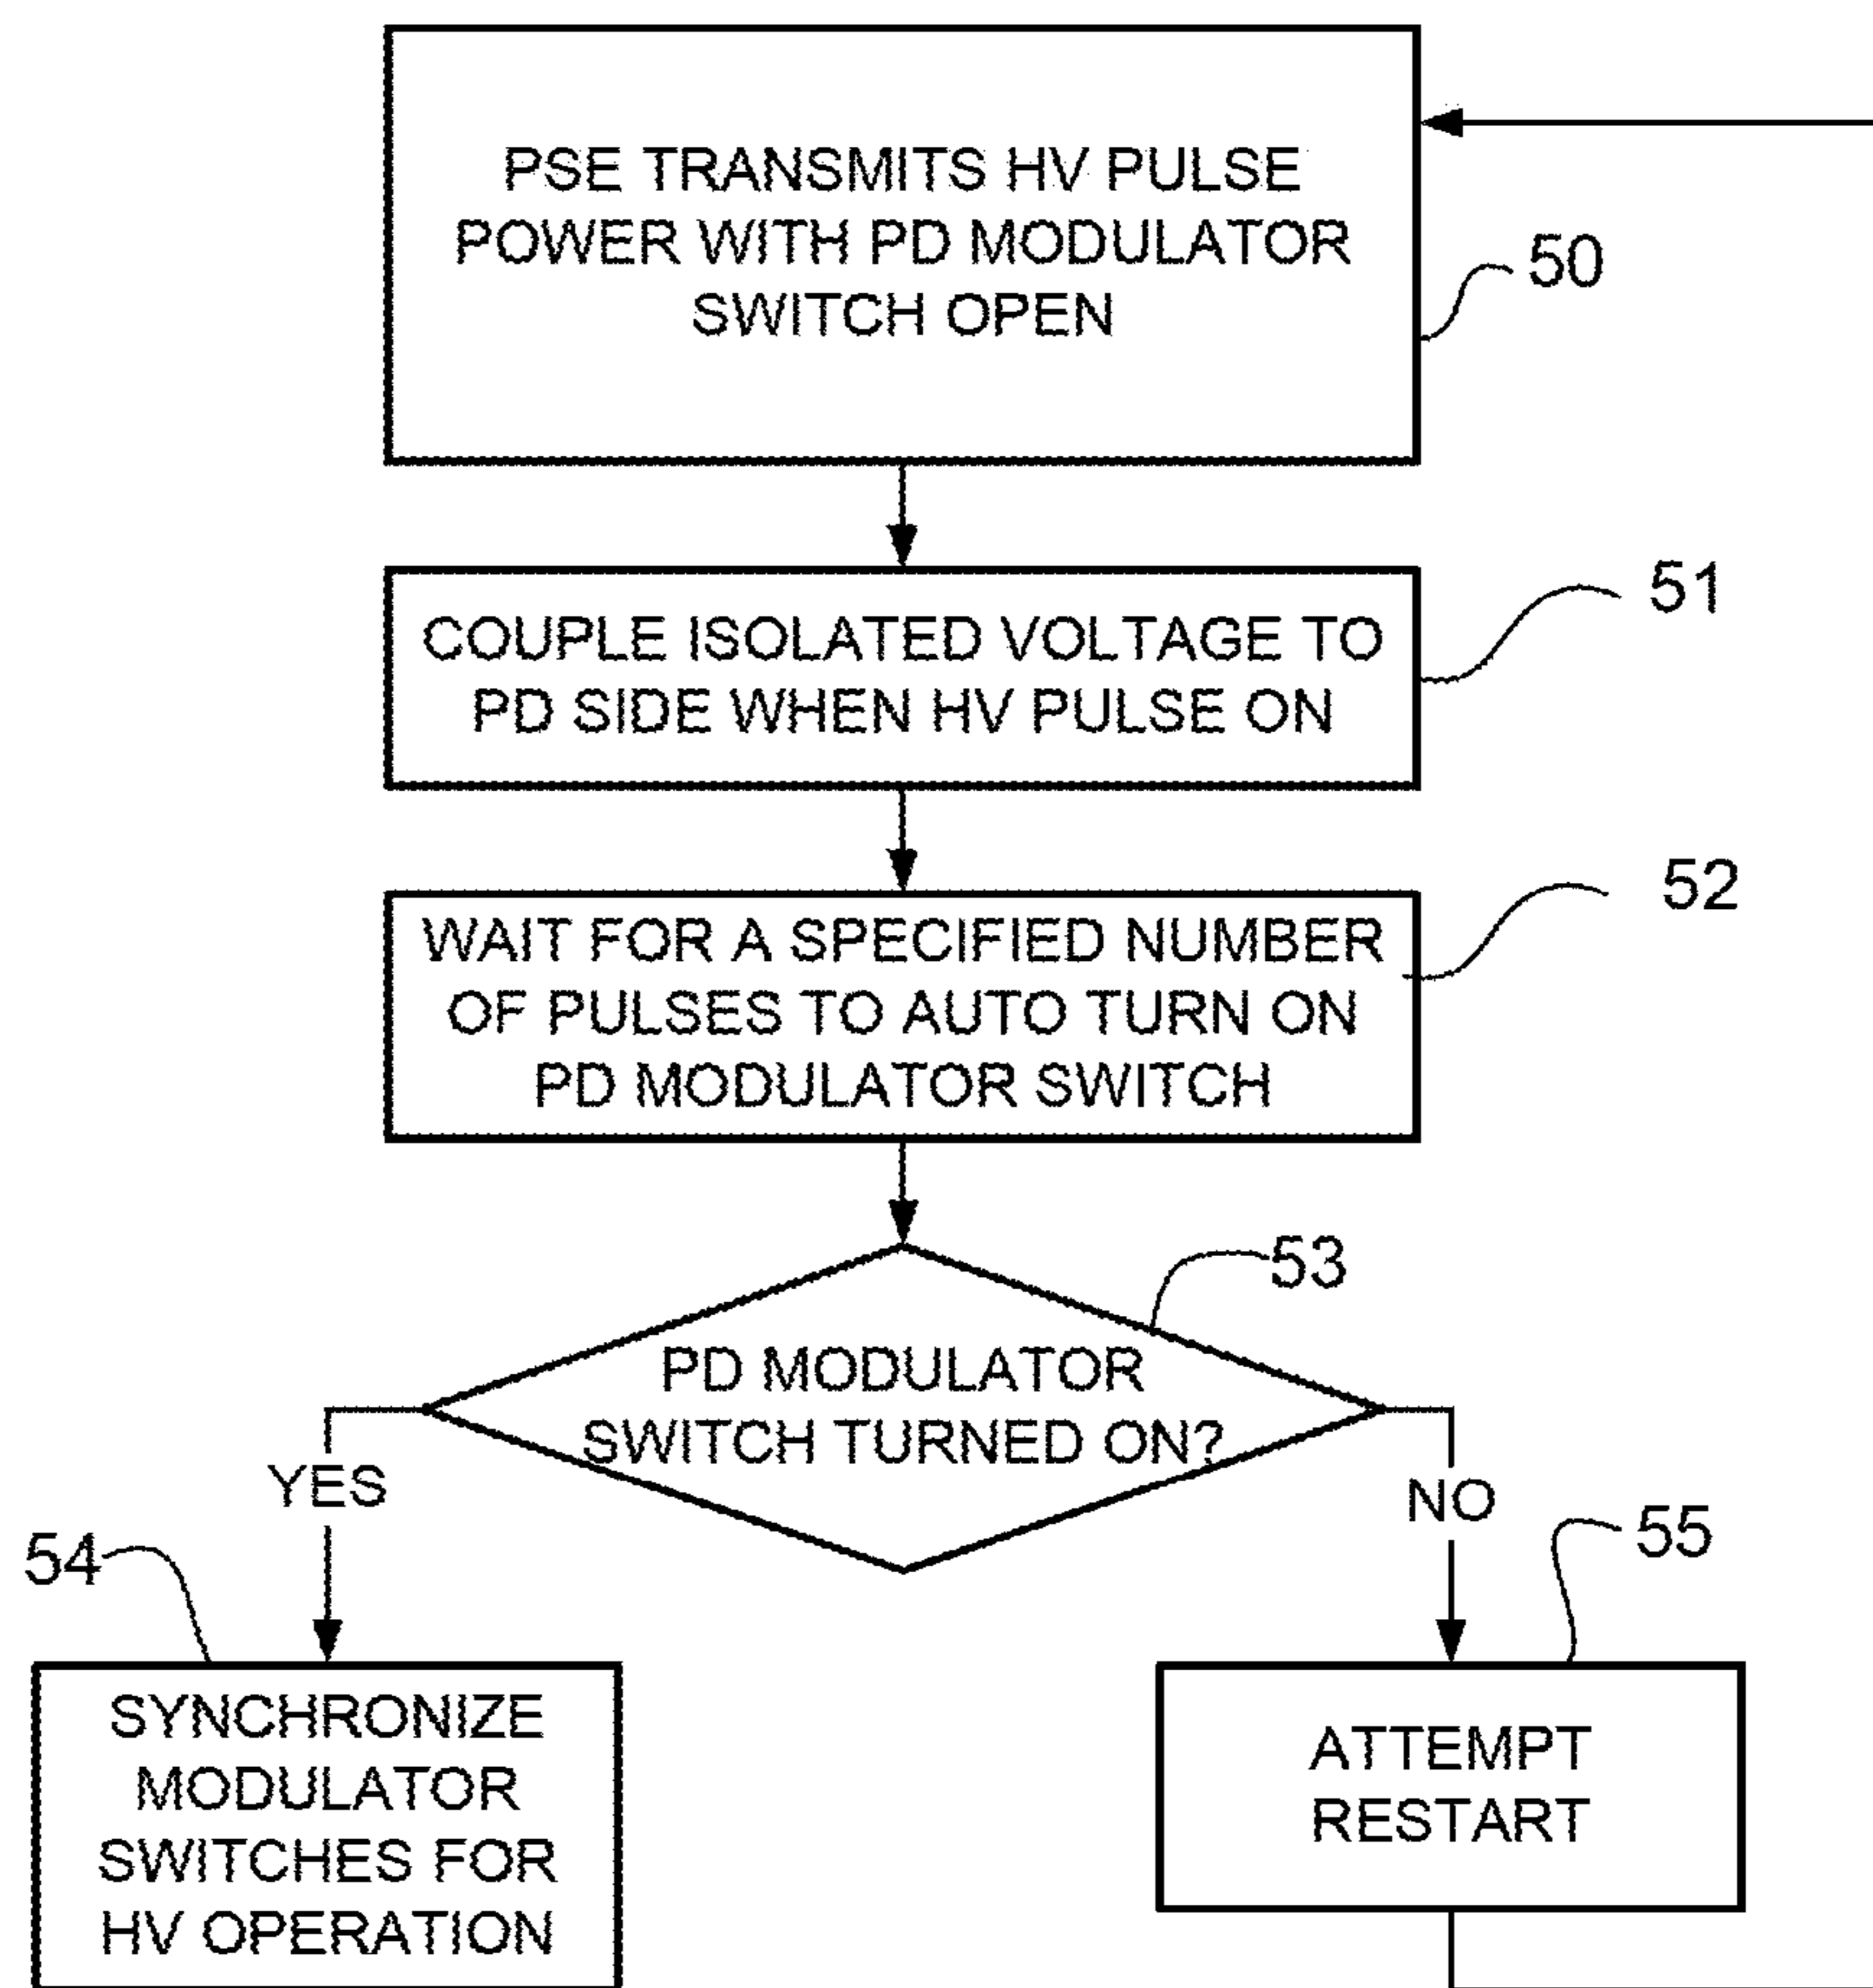 PSE TRANSMITS HV PULSE
POWER WITH PD MODULATOR
SWITCH OPEN
50
COUPLE ISOLATED VOLTAGE TO
PD SIDE WHEN HV PULSE ON
51
WAIT FOR A SPECIFIED NUMBER
OF PULSES TO AUTO TURN ON
PD MODULATOR SWITCH
52
PD MODULATOR
SWITCH TURNED ON?
53
YES
NO
54
SYNCHRONIZE
MODULATOR
SWITCHES FOR
HV OPERATION
55
ATTEMPT
RESTART